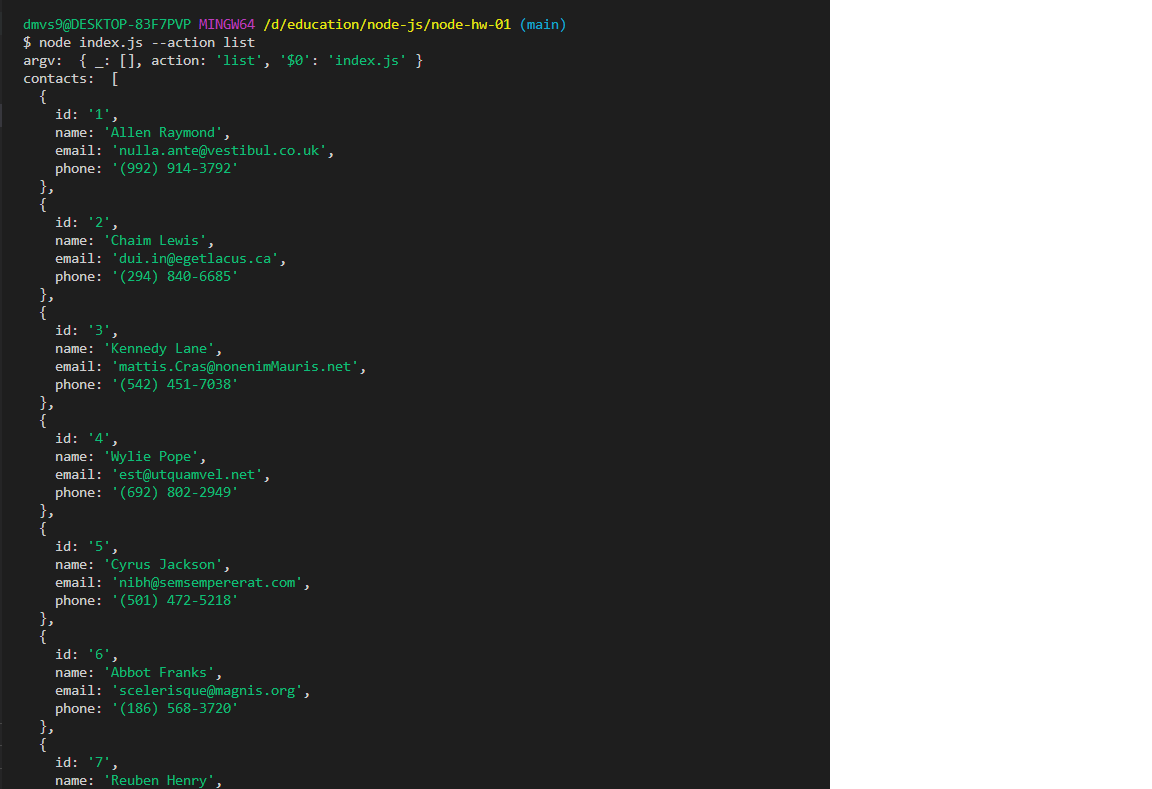 dmvs9@DESKTOP-83F7PVP MINGW64 /d/education/node-js/node-hw-01 (main)
$ node index.js --action list
argv:  { _: [], action: 'list', '$0': 'index.js' }
contacts:  [
  {
    id: '1',
    name: 'Allen Raymond',
    email: 'nulla.ante@vestibul.co.uk',
    phone: '(992) 914-3792'
  },
  {
    id: '2',
    name: 'Chaim Lewis',
    email: 'dui.in@egetlacus.ca',
    phone: '(294) 840-6685'
  },
  {
    id: '3',
    name: 'Kennedy Lane',
    email: 'mattis.Cras@nonenimMauris.net',
    phone: '(542) 451-7038'
  },
  {
    id: '4',
    name: 'Wylie Pope',
    email: 'est@utquamvel.net',
    phone: '(692) 802-2949'
  },
  {
    id: '5',
    name: 'Cyrus Jackson',
    email: 'nibh@semsempererat.com',
    phone: '(501) 472-5218'
  },
  {
    id: '6',
    name: 'Abbot Franks',
    email: 'scelerisque@magnis.org',
    phone: '(186) 568-3720'
  },
  {
    id: '7',
    name: 'Reuben Henry',